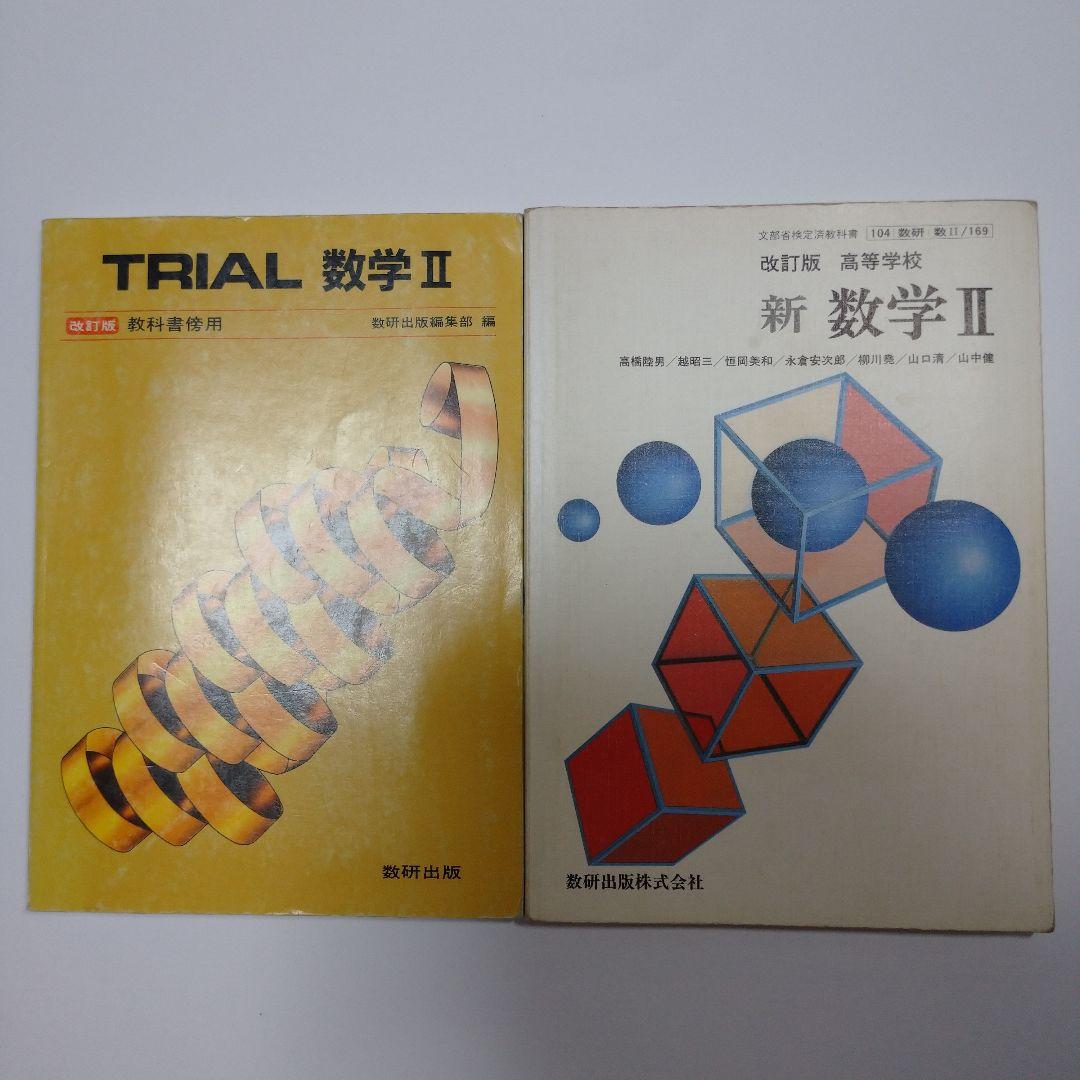 TRIAL 数学Ⅱ
改訂版 教科書傍用
数研出版編集部 編
数研出版
文部省検定済教科書 104 数研 数Ⅱ/169
改訂版 高等学校
新 数学Ⅱ
高橋陸男/越昭三/恒岡美和/永倉安次郎/柳川堯/山口清/山中健
数研出版株式会社